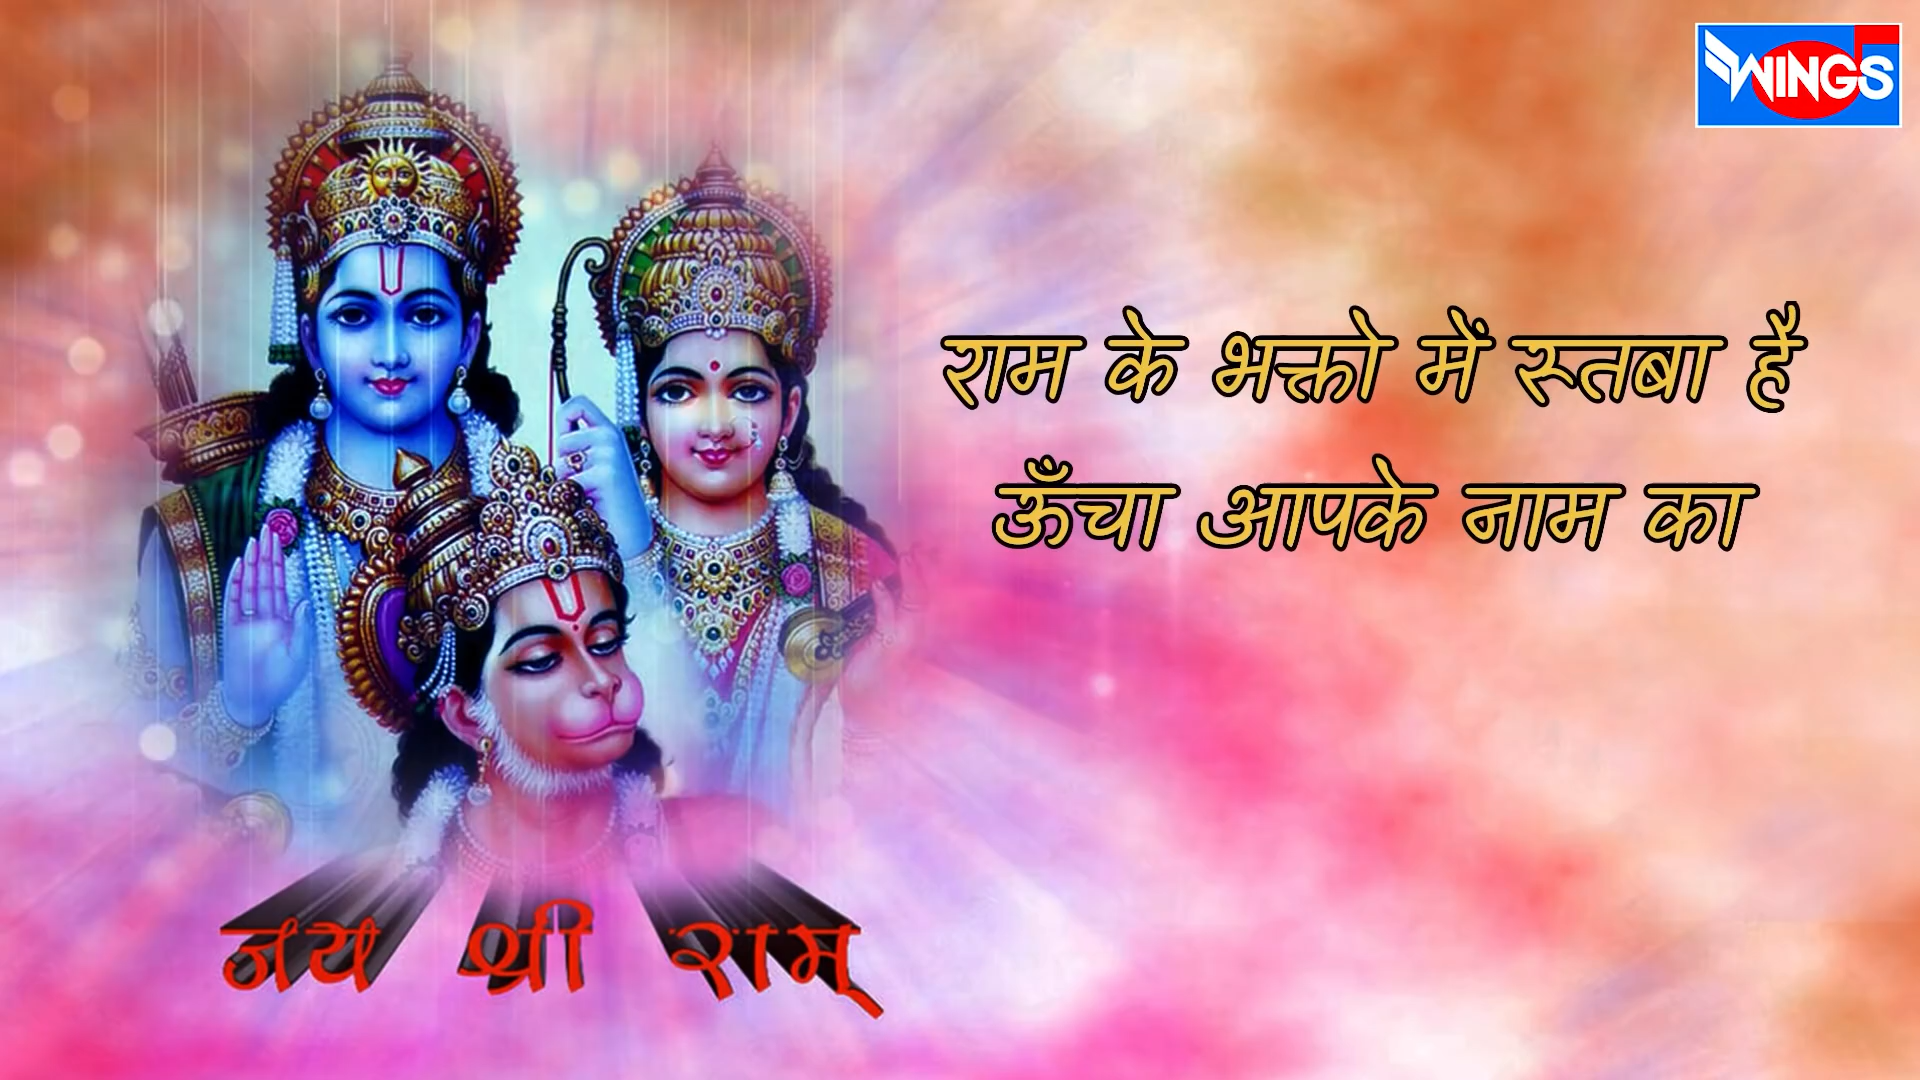 WINGS
राम के भक्तो में रूतबा है
ऊँचा आपके नाम का
जय श्री राम्